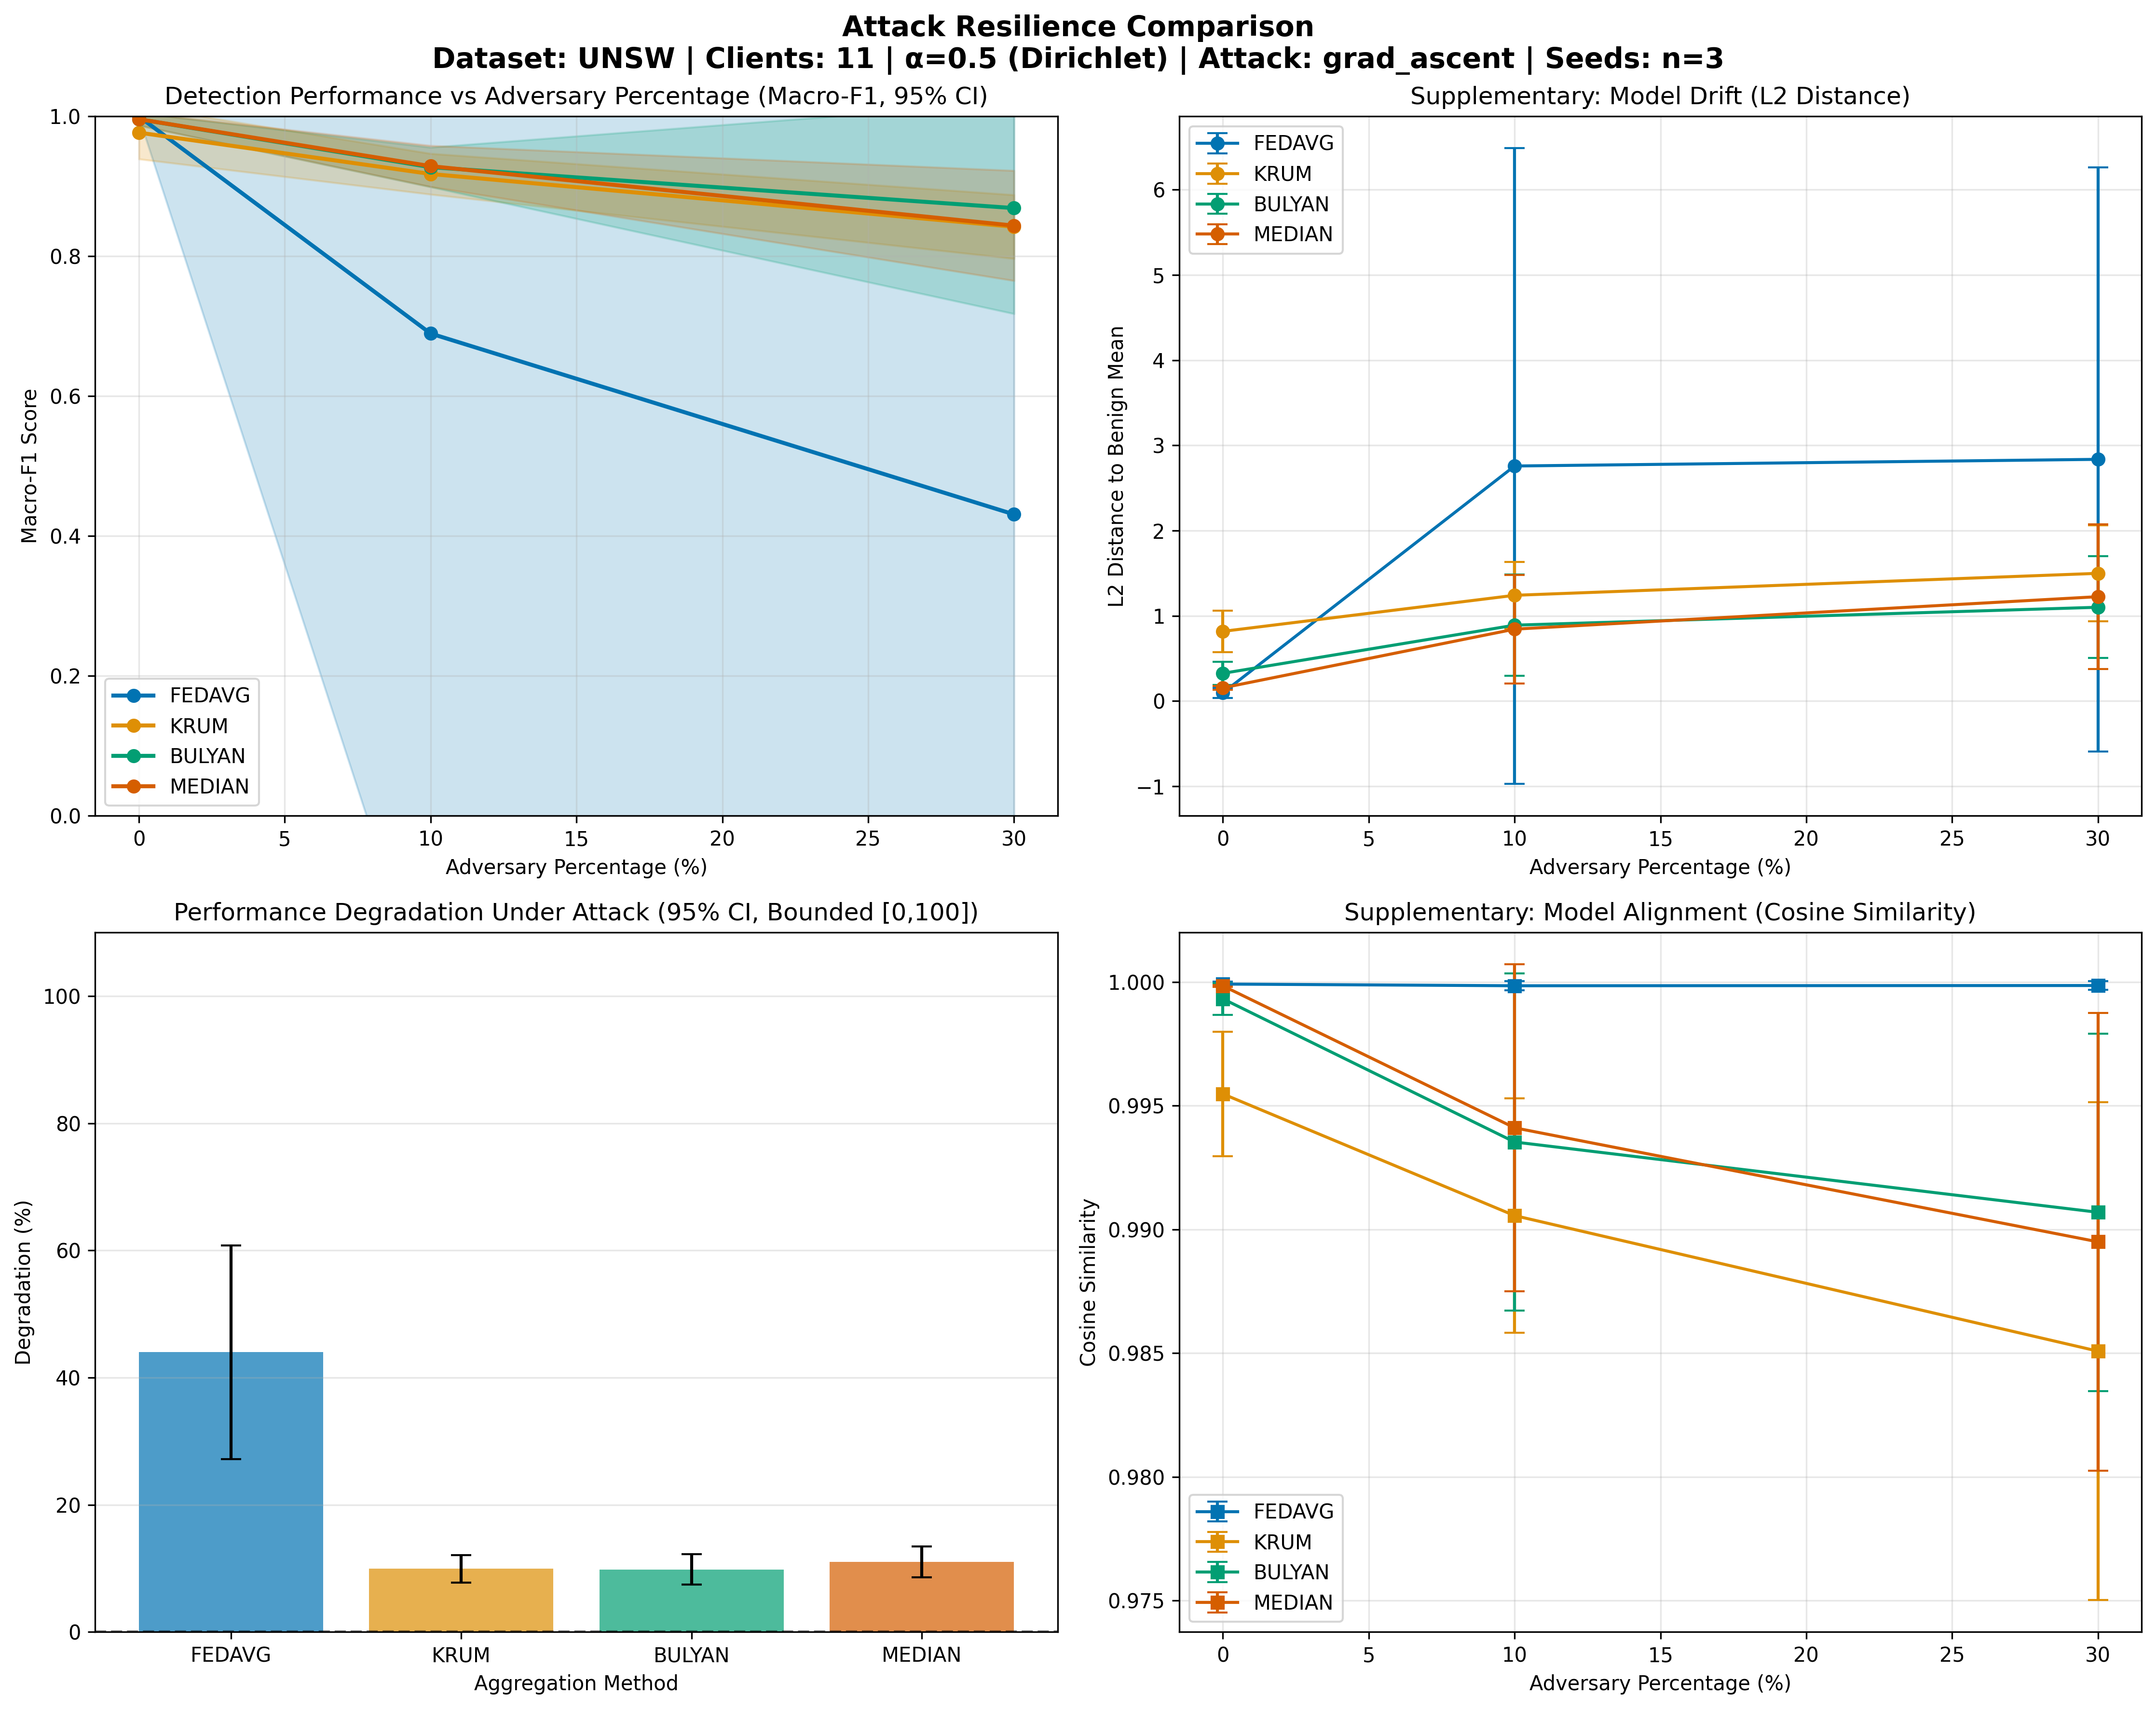 Attack Resilience Comparison
Dataset: UNSW | Clients: 11 | α=0.5 (Dirichlet) | Attack: grad_ascent | Seeds: n=3
Detection Performance vs Adversary Percentage (Macro-F1, 95% CI)
Macro-F1 Score
1.0
0.8
0.6
0.4
0.2
0.0
FEDAVG
KRUM
BULYAN
MEDIAN
0 5 10 15 20 25 30
Adversary Percentage (%)
Supplementary: Model Drift (L2 Distance)
L2 Distance to Benign Mean
FEDAVG
KRUM
BULYAN
MEDIAN
6
5
4
3
2
1
0
−1
0 5 10 15 20 25 30
Adversary Percentage (%)
Performance Degradation Under Attack (95% CI, Bounded [0,100])
Degradation (%)
100
80
60
40
20
0
FEDAVG KRUM BULYAN MEDIAN
Aggregation Method
Supplementary: Model Alignment (Cosine Similarity)
Cosine Similarity
1.000
0.995
0.990
0.985
0.980
0.975
FEDAVG
KRUM
BULYAN
MEDIAN
0 5 10 15 20 25 30
Adversary Percentage (%)